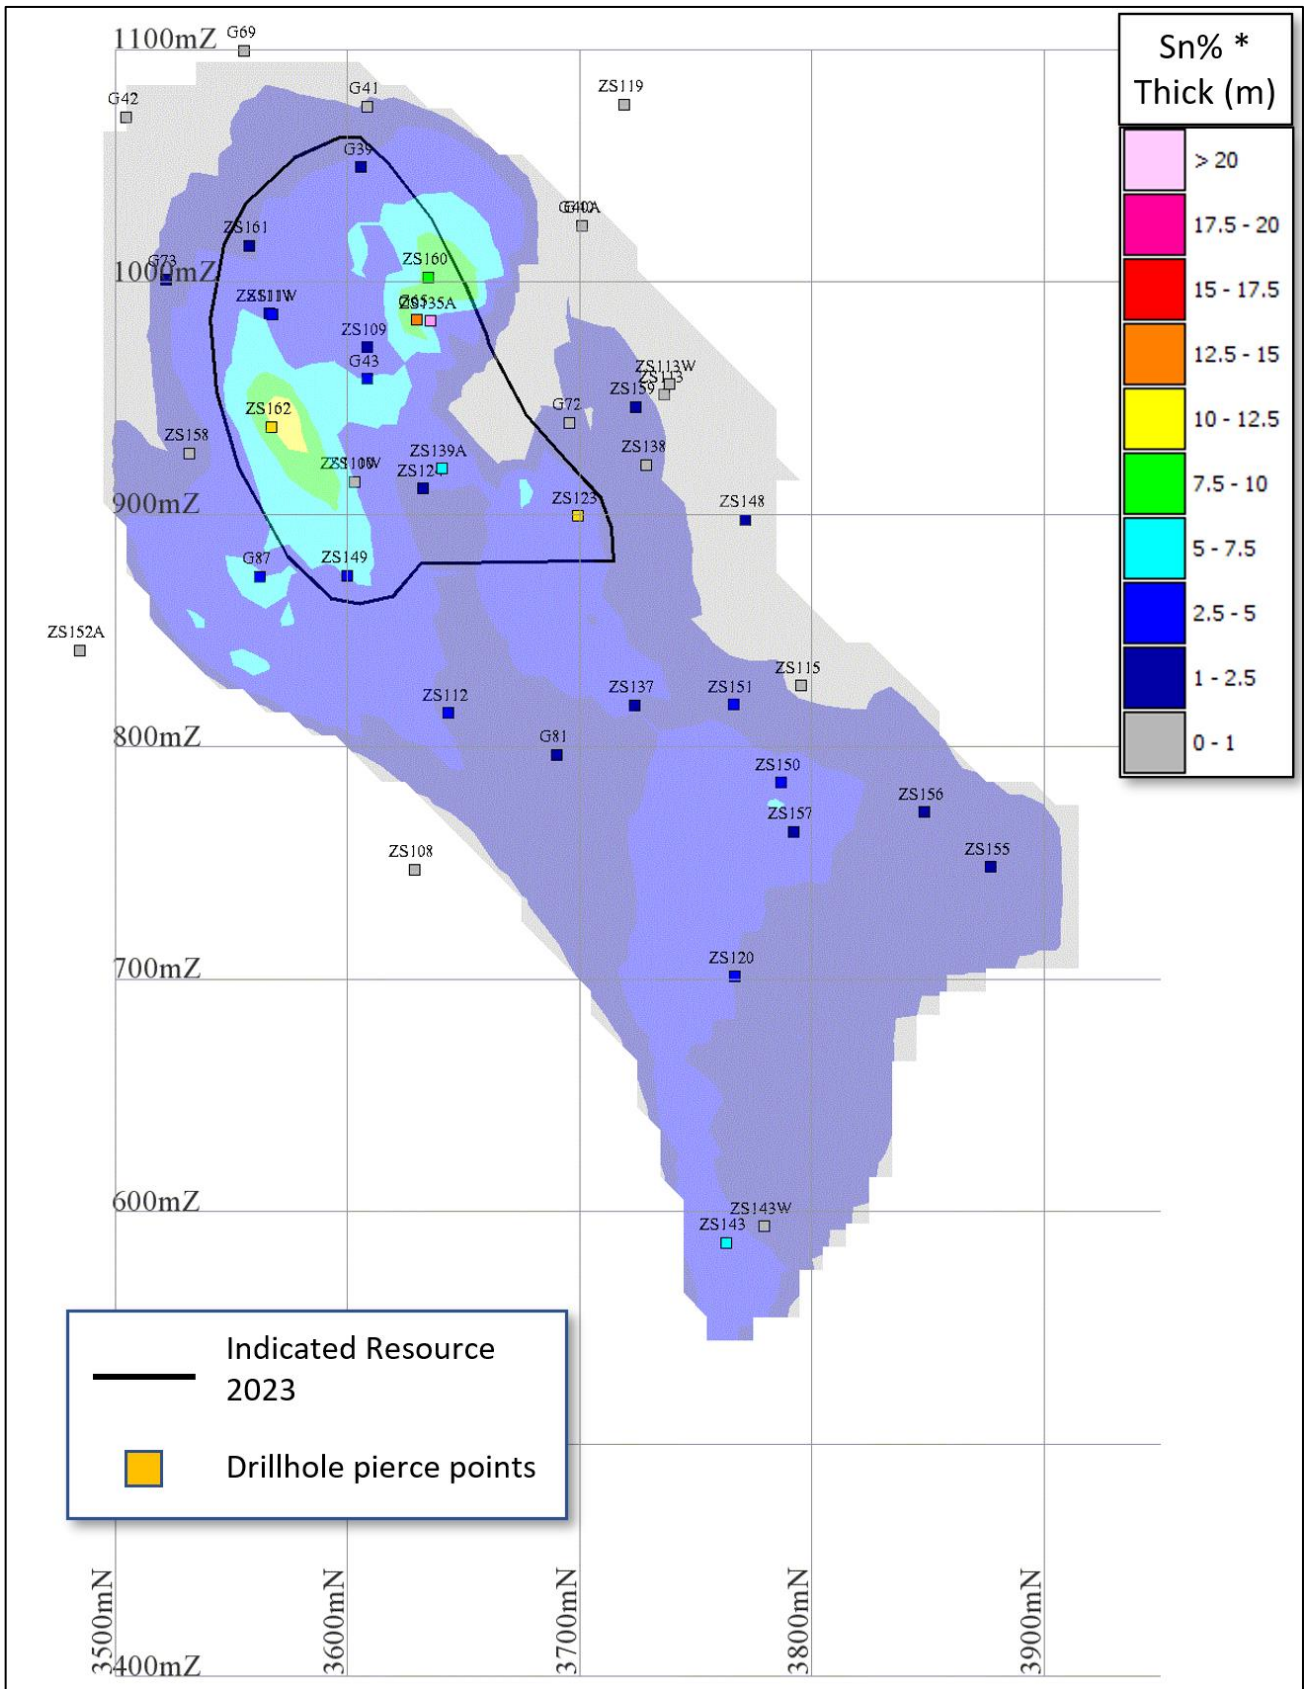 Sn% *
Thick (m)
> 20
17.5 - 20
15 - 17.5
12.5 - 15
10 - 12.5
7.5 - 10
5 - 7.5
2.5 - 5
1 - 2.5
0 - 1
G69
1100mZ
G42
G41
ZS119
G39
G40A
ZS161
G73
1000mZ
ZS160
G65
ZS135A
ZS109
G43
ZS113W
ZS113
ZS159
G72
ZS162
ZS158
ZS139A
ZS138
900mZ
ZS123
ZS148
G87
ZS149
ZS152A
ZS115
ZS112
ZS137
ZS151
800mZ
G81
ZS150
ZS156
ZS157
ZS108
ZS155
700mZ
ZS120
600mZ
ZS143W
ZS143
Indicated Resource
2023
Drillhole pierce points
3500mN
3600mN
3700mN
3800mN
3900mN
400mZ